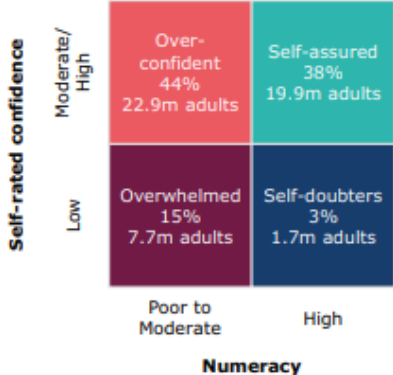 Self-rated confidence
Moderate/
High
Over-
confident
44%
22.9m adults
Self-assured
38%
19.9m adults
Low
Overwhelmed
15%
7.7m adults
Self-doubters
3%
1.7m adults
Poor to
Moderate
High
Numeracy